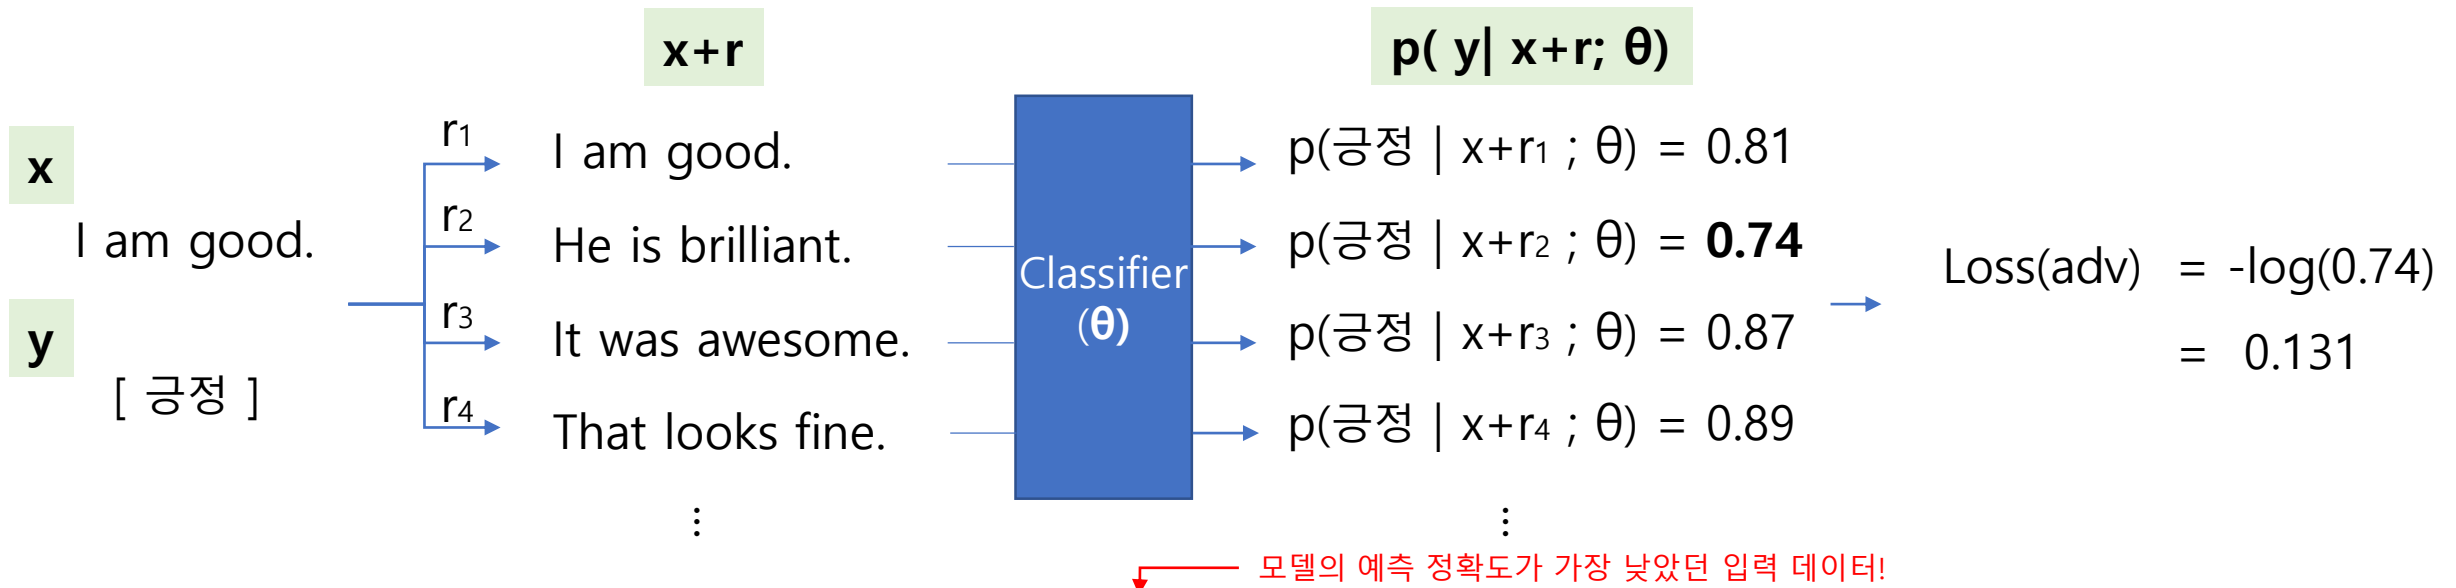 x+r
p( y| x+r; θ)
x
I am good.
y
[ 긍정 ]
r1
r2
r3
r4
I am good.
He is brilliant.
It was awesome.
That looks fine.
⋮
Classifier
(θ)
p(긍정 | x+r1 ; θ) = 0.81
p(긍정 | x+r2 ; θ) = 0.74
p(긍정 | x+r3 ; θ) = 0.87
p(긍정 | x+r4 ; θ) = 0.89
⋮
Loss(adv) = -log(0.74)
= 0.131
모델의 예측 정확도가 가장 낮았던 입력 데이터!